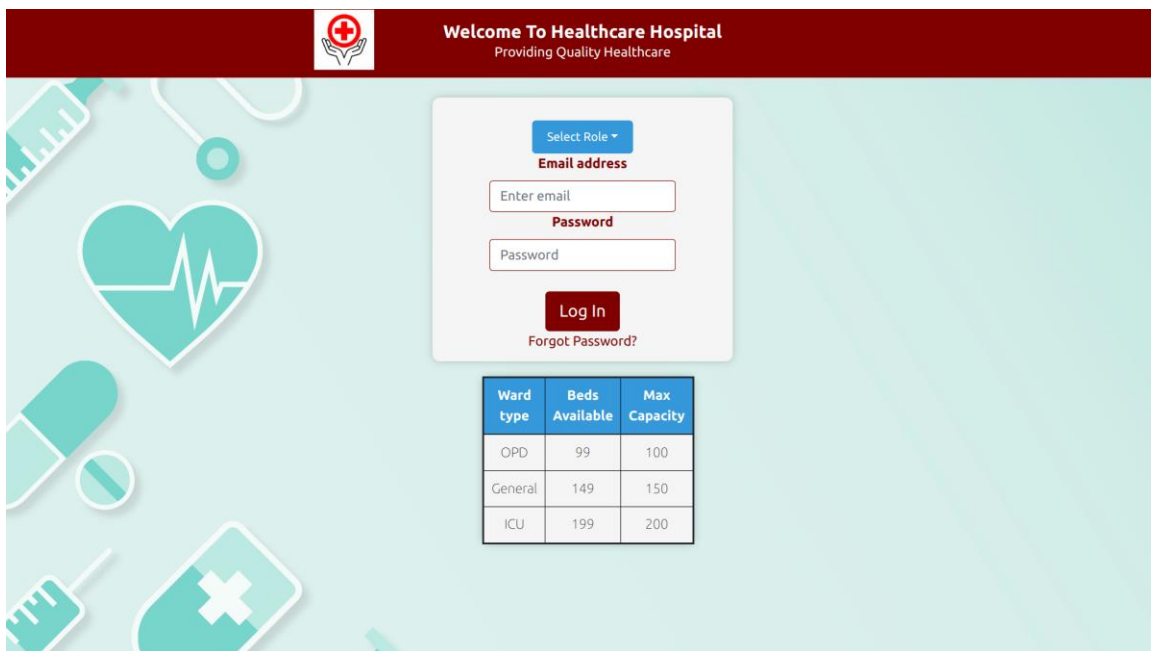 Welcome To Healthcare Hospital
Providing Quality Healthcare
Select Role
Email address
Enter email
Password
Password
Log In
Forgot Password?
Ward type Beds Available Max Capacity
OPD 99 100
General 149 150
ICU 199 200